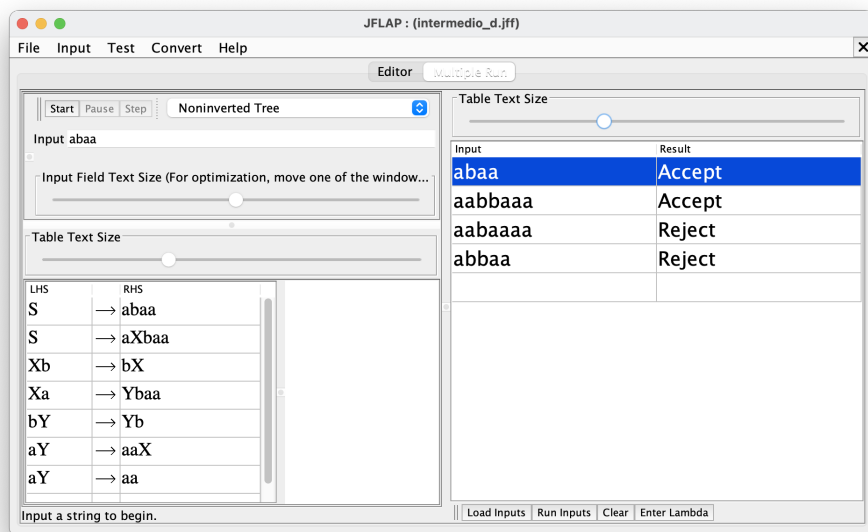 JFLAP : (intermedio_d.jff)
File Input Test Convert Help
Editor Multiple Run
Start Pause Step Noninverted Tree
Input abaa
Input Field Text Size (For optimization, move one of the window...
Table Text Size
LHS RHS
S → abaa
S → aXbaa
Xb → bX
Xa → Ybaa
bY → Yb
aY → aaX
aY → aa
Input a string to begin.
Table Text Size
Input Result
abaa Accept
aabbaaa Accept
aabaaaa Reject
abbaa Reject
Load Inputs Run Inputs Clear Enter Lambda